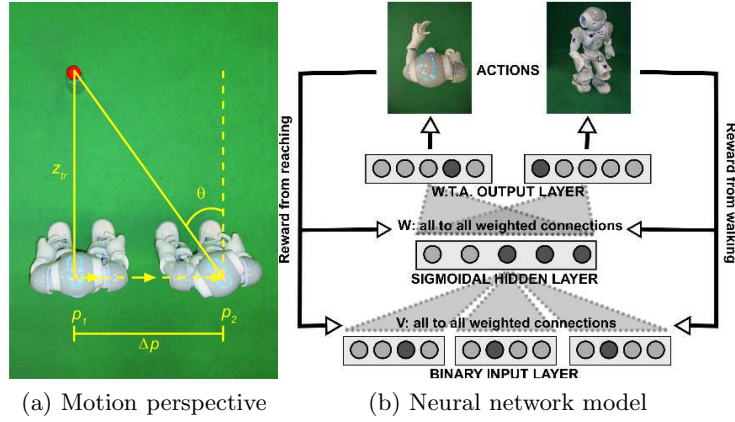 z_tr
θ
p_1
p_2
Δp
(a) Motion perspective
ACTIONS
Reward from reaching
Reward from walking
W.T.A. OUTPUT LAYER
W: all to all weighted connections
SIGMOIDAL HIDDEN LAYER
V: all to all weighted connections
BINARY INPUT LAYER
(b) Neural network model